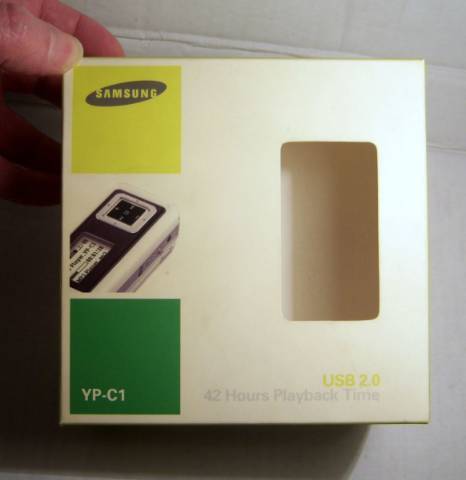 SAMSUNG
YP-C1
USB 2.0
42 Hours Playback Time